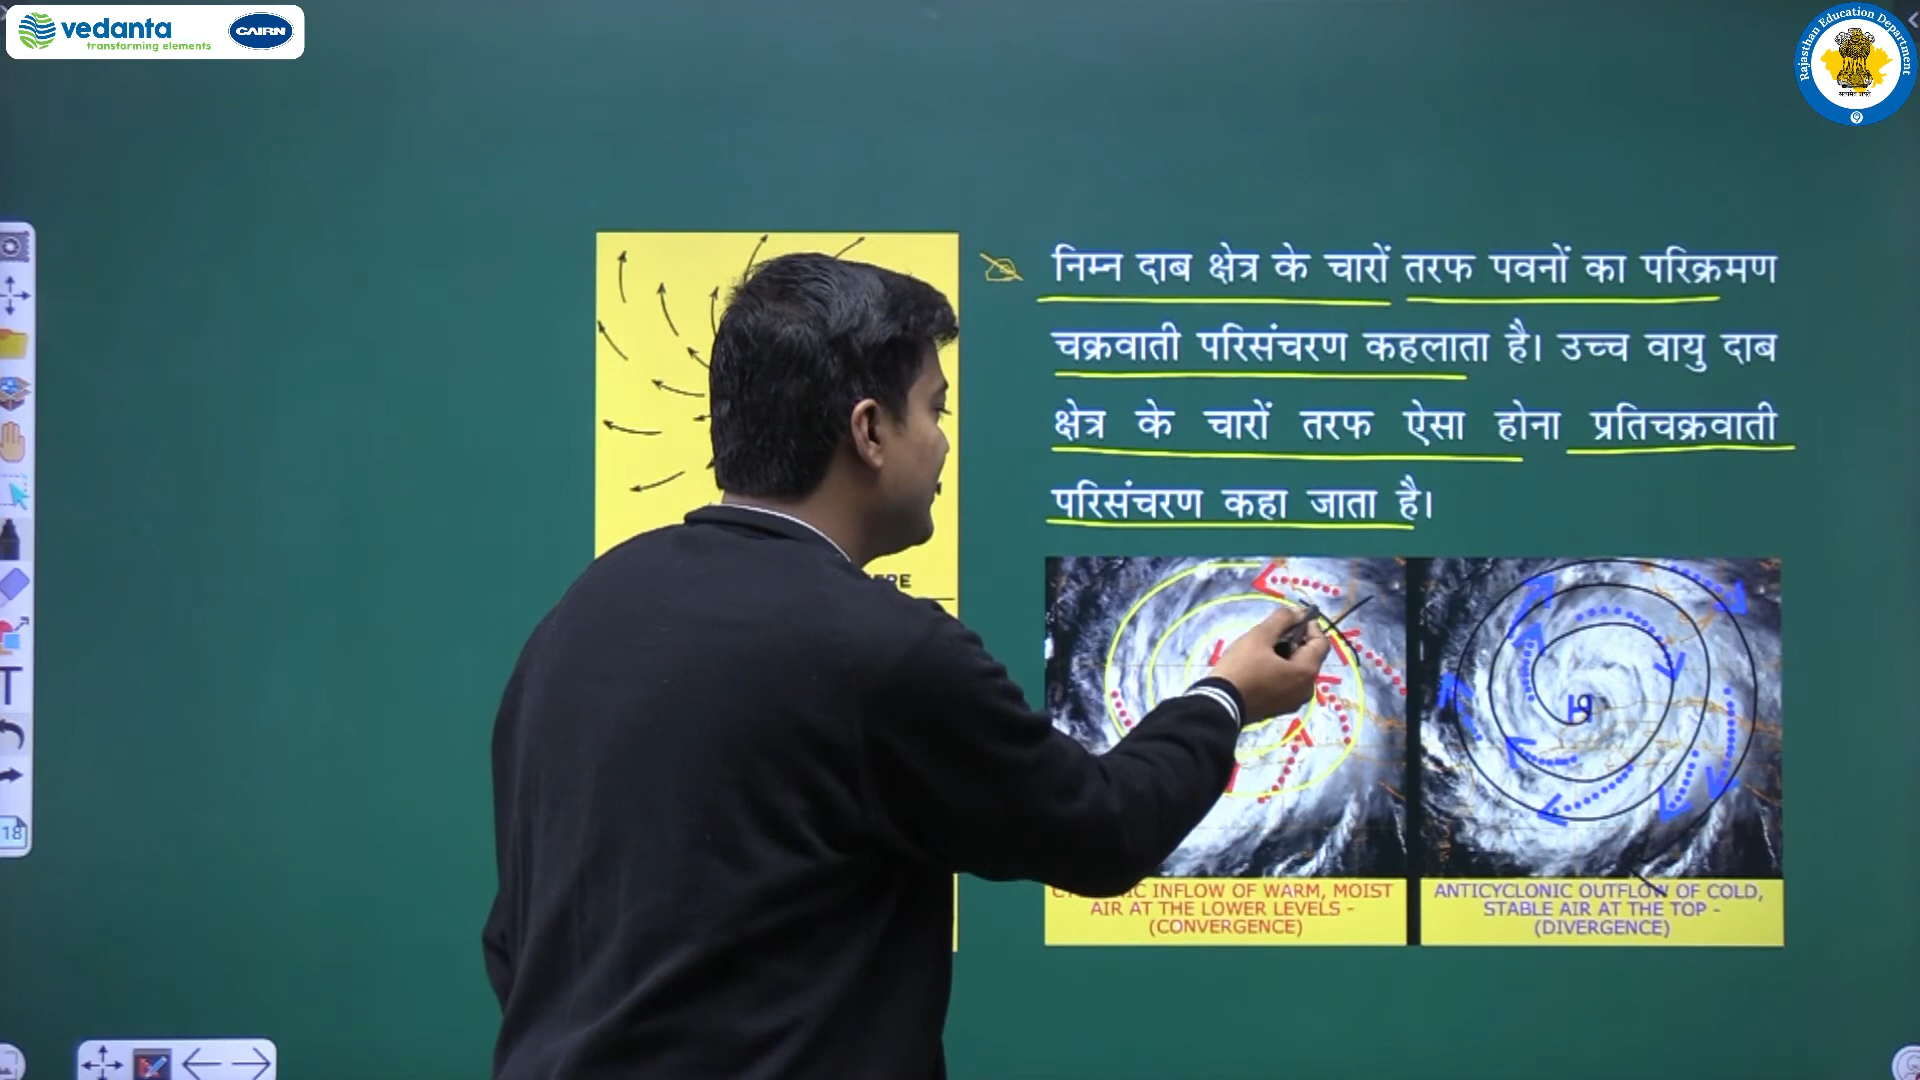 vedanta
transforming elements
CAIRN
Rajasthan Education Department
निम्न दाब क्षेत्र के चारों तरफ पवनों का परिक्रमण
चक्रवाती परिसंचरण कहलाता है। उच्च वायु दाब
क्षेत्र के चारों तरफ ऐसा होना प्रतिचक्रवाती
परिसंचरण कहा जाता है।
H
INFLOW OF WARM, MOIST
AIR AT THE LOWER LEVELS -
(CONVERGENCE)
ANTICYCLONIC OUTFLOW OF COLD,
STABLE AIR AT THE TOP -
(DIVERGENCE)
T
18